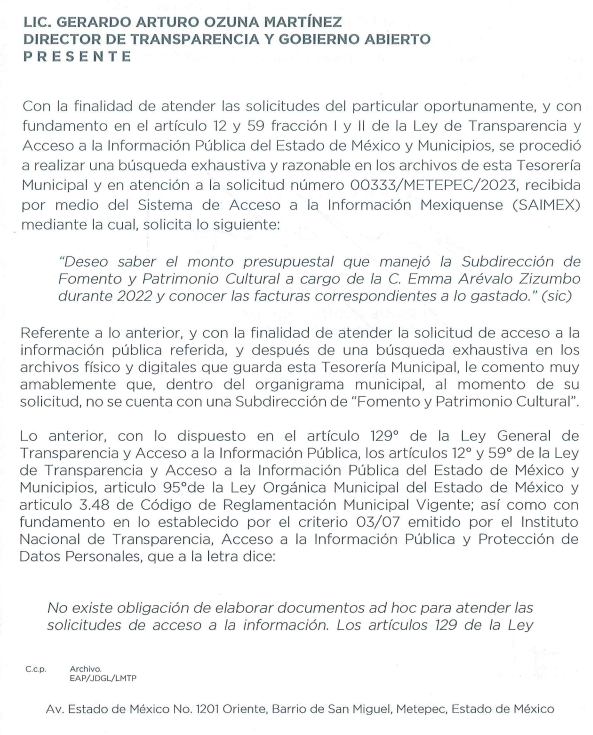 LIC. GERARDO ARTURO OZUNA MARTÍNEZ
DIRECTOR DE TRANSPARENCIA Y GOBIERNO ABIERTO
P R E S E N T E
Con la finalidad de atender las solicitudes del particular oportunamente, y con
fundamento en el artículo 12 y 59 fracción I y II de la Ley de Transparencia y
Acceso a la Información Pública del Estado de México y Municipios, se procedió
a realizar una búsqueda exhaustiva y razonable en los archivos de esta Tesorería
Municipal y en atención a la solicitud número 00333/METEPEC/2023, recibida
por medio del Sistema de Acceso a la Información Mexiquense (SAIMEX)
mediante la cual, solicita lo siguiente:
“Deseo saber el monto presupuestal que manejó la Subdirección de
Fomento y Patrimonio Cultural a cargo de la C. Emma Arévalo Zizumbo
durante 2022 y conocer las facturas correspondientes a lo gastado.” (sic)
Referente a lo anterior, y con la finalidad de atender la solicitud de acceso a la
información pública referida, y después de una búsqueda exhaustiva en los
archivos físico y digitales que guarda esta Tesorería Municipal, le comento muy
amablemente que, dentro del organigrama municipal, al momento de su
solicitud, no se cuenta con una Subdirección de “Fomento y Patrimonio Cultural”.
Lo anterior, con lo dispuesto en el artículo 129° de la Ley General de
Transparencia y Acceso a la Información Pública, los artículos 12° y 59° de la Ley
de Transparencia y Acceso a la Información Pública del Estado de México y
Municipios, articulo 95°de la Ley Orgánica Municipal del Estado de México y
articulo 3.48 de Código de Reglamentación Municipal Vigente; así como con
fundamento en lo establecido por el criterio 03/07 emitido por el Instituto
Nacional de Transparencia, Acceso a la Información Pública y Protección de
Datos Personales, que a la letra dice:
No existe obligación de elaborar documentos ad hoc para atender las
solicitudes de acceso a la información. Los artículos 129 de la Ley
C.c.p. Archivo.
EAP/JDGL/LMTP
Av. Estado de México No. 1201 Oriente, Barrio de San Miguel, Metepec, Estado de México